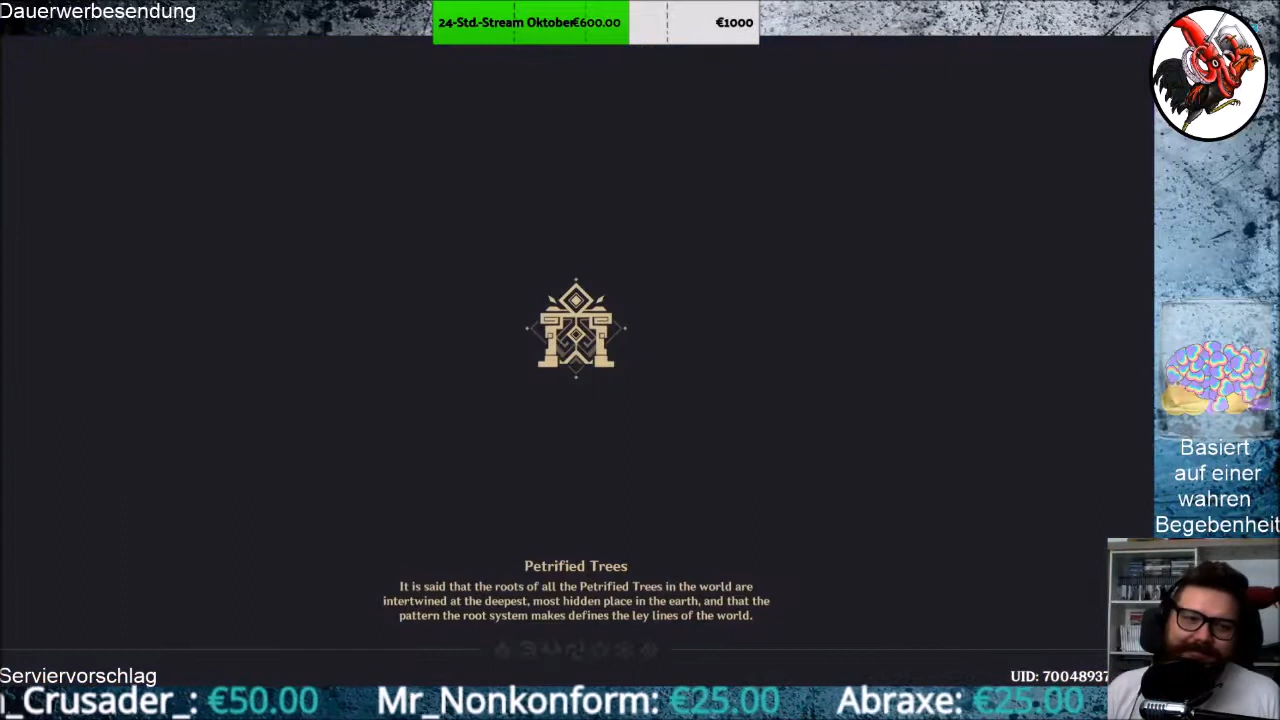 Dauerwerbesendung
24-Std.-Stream Oktober €600.00 €1000
Basiert
auf einer
wahren
Begebenheit
Petrified Trees
It is said that the roots of all the Petrified Trees in the world are
intertwined at the deepest, most hidden place in the earth, and that the
pattern the root system makes defines the ley lines of the world.
Serviervorschlag
UID: 70048937
_Crusader_: €50.00 Mr_Nonkonform: €25.00 Abraxe: €25.00